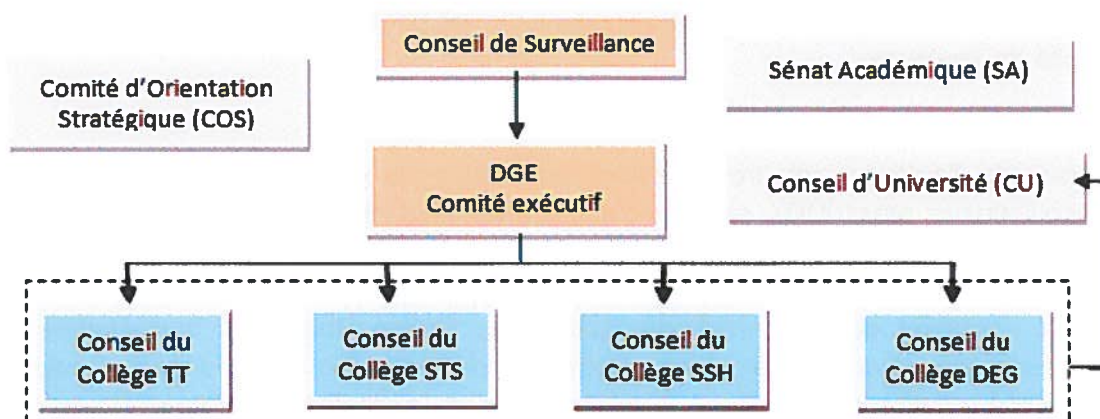 Conseil de Surveillance
Comité d'Orientation
Stratégique (COS)
Sénat Académique (SA)
DGE
Comité exécutif
Conseil d'Université (CU)
Conseil du
Collège TT
Conseil du
Collège STS
Conseil du
Collège SSH
Conseil du
Collège DEG